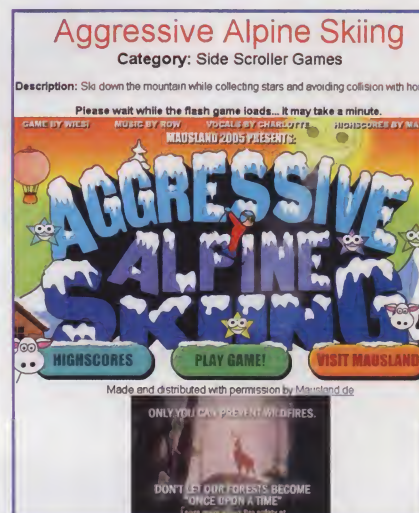 Aggressive Alpine Skiing
Category: Side Scroller Games
Description: Ski down the mountain while collecting stars and avoiding collision with
Please wait while the flash game loads... it may take a minute.
GAME BY WIESI MUSIC BY ROW VOCALS BY CHARLOTTE HIGHSCORES BY
MAUSLAND 2005 PRESENTS:
AGGRESSIVE
ALPINE
SKIING
HIGHSCORES PLAY GAME! VISIT MAUSLAND
Made and distributed with permission by Mausland.de
ONLY YOU CAN PREVENT WILDFIRES.
DON'T LET OUR FORESTS BECOME
"ONCE UPON A TIME"